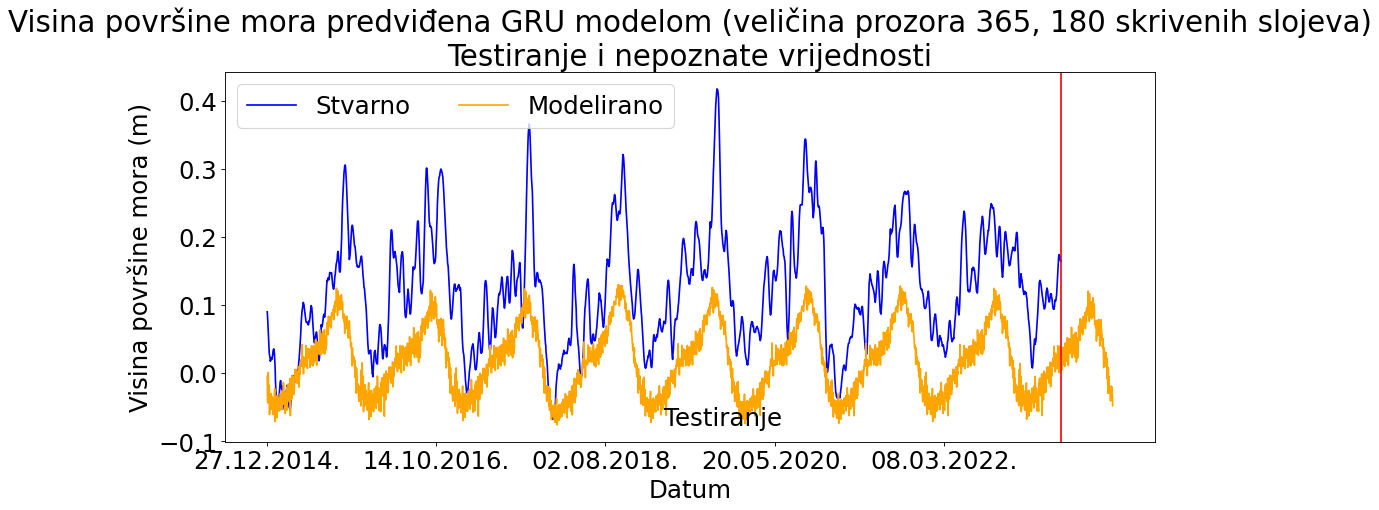 Visina površine mora predviđena GRU modelom (veličina prozora 365, 180 skrivenih slojeva)
Testiranje i nepoznate vrijednosti
Stvarno
Modelirano
Visina površine mora (m)
0.4
0.3
0.2
0.1
0.0
−0.1
Testiranje
27.12.2014.
14.10.2016.
02.08.2018.
20.05.2020.
08.03.2022.
Datum